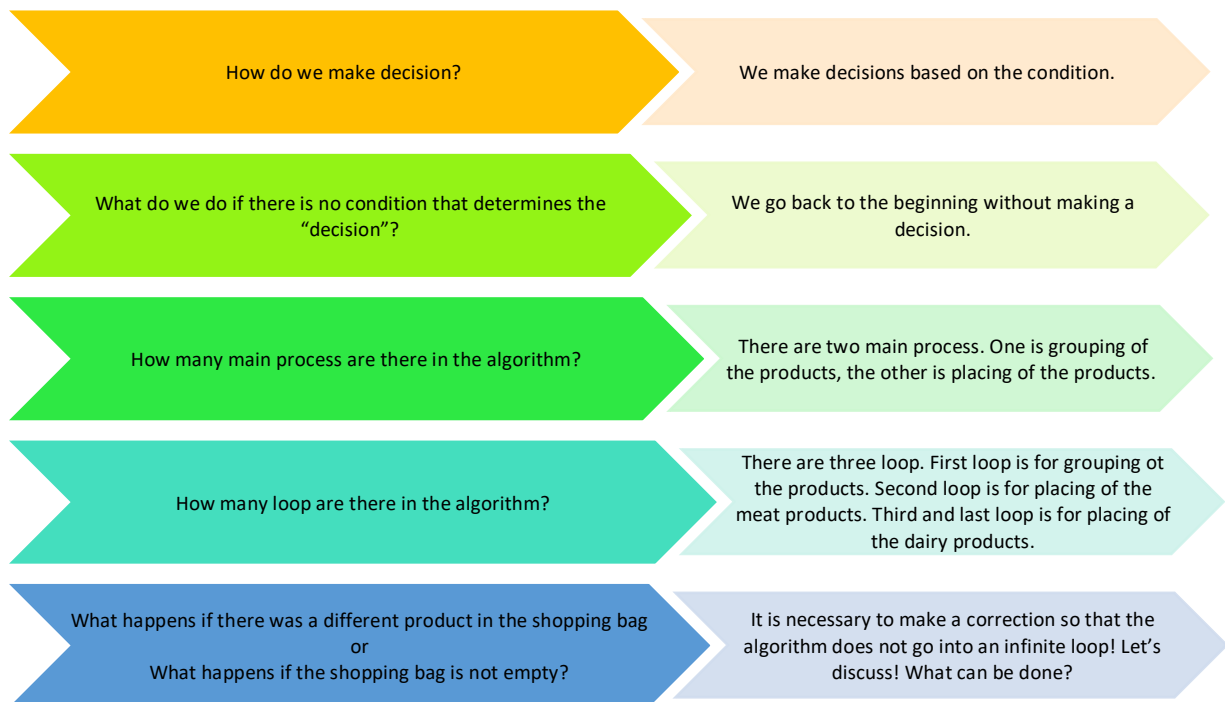 How do we make decision?
We make decisions based on the condition.
What do we do if there is no condition that determines the
“decision”?
We go back to the beginning without making a
decision.
How many main process are there in the algorithm?
There are two main process. One is grouping of
the products, the other is placing of the products.
How many loop are there in the algorithm?
There are three loop. First loop is for grouping ot
the products. Second loop is for placing of the
meat products. Third and last loop is for placing of
the dairy products.
What happens if there was a different product in the shopping bag
or
What happens if the shopping bag is not empty?
It is necessary to make a correction so that the
algorithm does not go into an infinite loop! Let’s
discuss! What can be done?